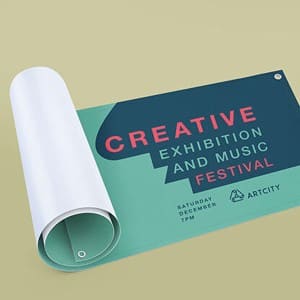 CREATIVE
EXHIBITION
AND MUSIC
FESTIVAL
SATURDAY
DECEMBER
7PM
ARTCITY